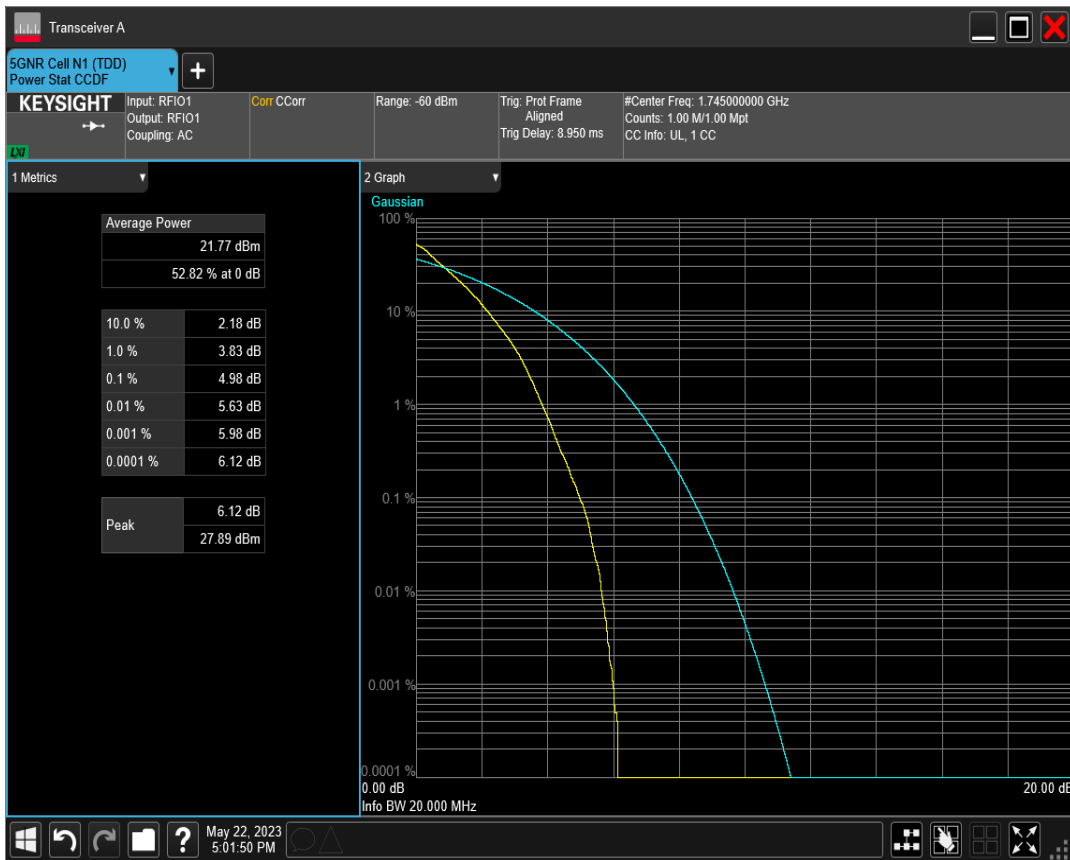 Transceiver A
5GNR Cell N1 (TDD)
Power Stat CCDF
KEYSIGHT
LXI
Input: RFIO1
Output: RFIO1
Coupling: AC
Corr CCorr
Range: -60 dBm
Trig: Prot Frame
Aligned
Trig Delay: 8.950 ms
#Center Freq: 1.745000000 GHz
Counts: 1.00 M/1.00 Mpt
CC Info: UL, 1 CC
1 Metrics
Average Power
21.77 dBm
52.82 % at 0 dB
10.0 % 2.18 dB
1.0 % 3.83 dB
0.1 % 4.98 dB
0.01 % 5.63 dB
0.001 % 5.98 dB
0.0001 % 6.12 dB
Peak
6.12 dB
27.89 dBm
2 Graph
Gaussian
100 %
10 %
1 %
0.1 %
0.01 %
0.001 %
0.0001 %
0.00 dB 20.00 dB
Info BW 20.000 MHz
May 22, 2023
5:01:50 PM